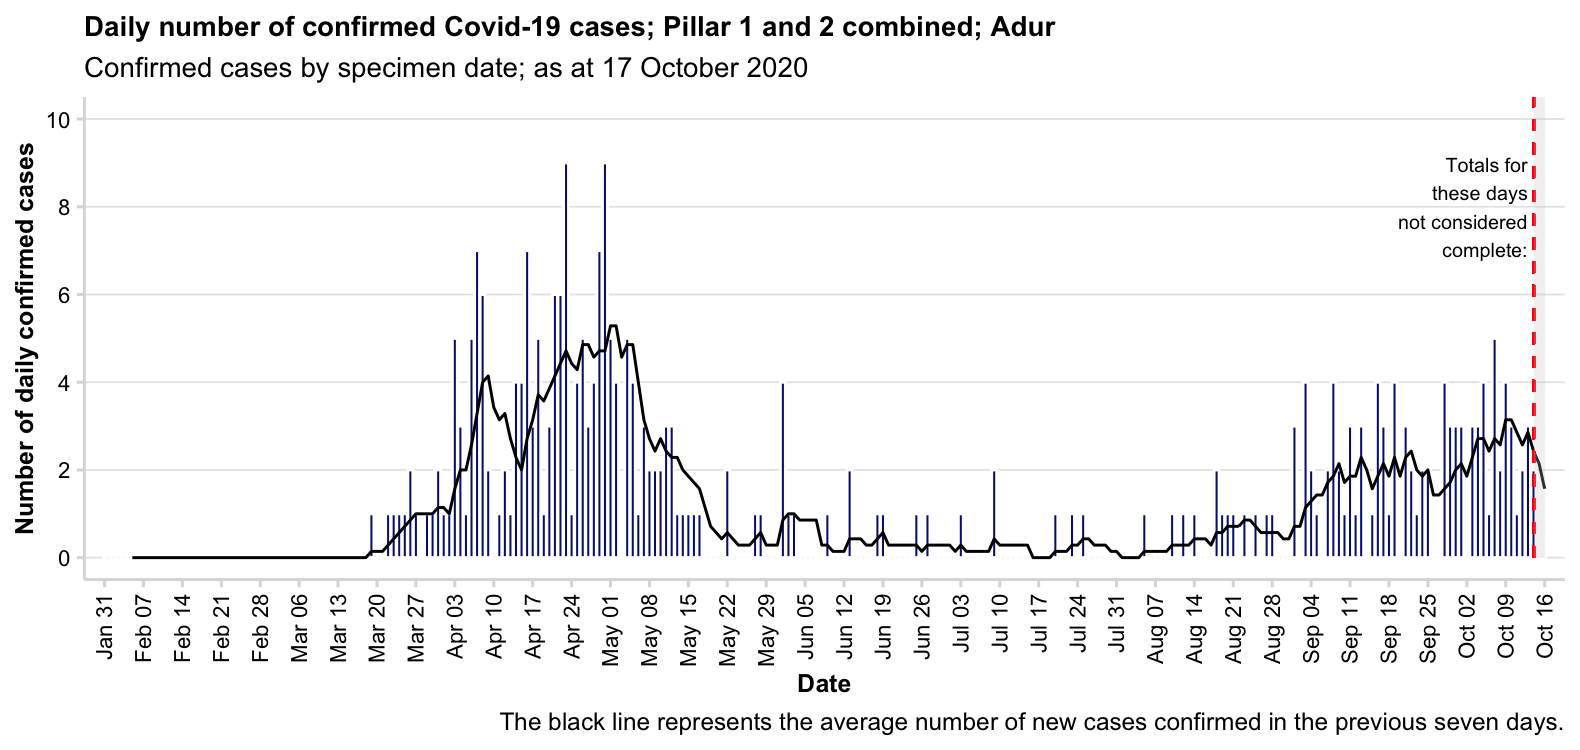 Daily number of confirmed Covid-19 cases; Pillar 1 and 2 combined; Adur
Confirmed cases by specimen date; as at 17 October 2020
Number of daily confirmed cases
10
8
6
4
2
0
Totals for
these days
not considered
complete:
Jan 31
Feb 07
Feb 14
Feb 21
Feb 28
Mar 06
Mar 13
Mar 20
Mar 27
Apr 03
Apr 10
Apr 17
Apr 24
May 01
May 08
May 15
May 22
May 29
Jun 05
Jun 12
Jun 19
Jun 26
Jul 03
Jul 10
Jul 17
Jul 24
Jul 31
Aug 07
Aug 14
Aug 21
Aug 28
Sep 04
Sep 11
Sep 18
Sep 25
Oct 02
Oct 09
Oct 16
Date
The black line represents the average number of new cases confirmed in the previous seven days.